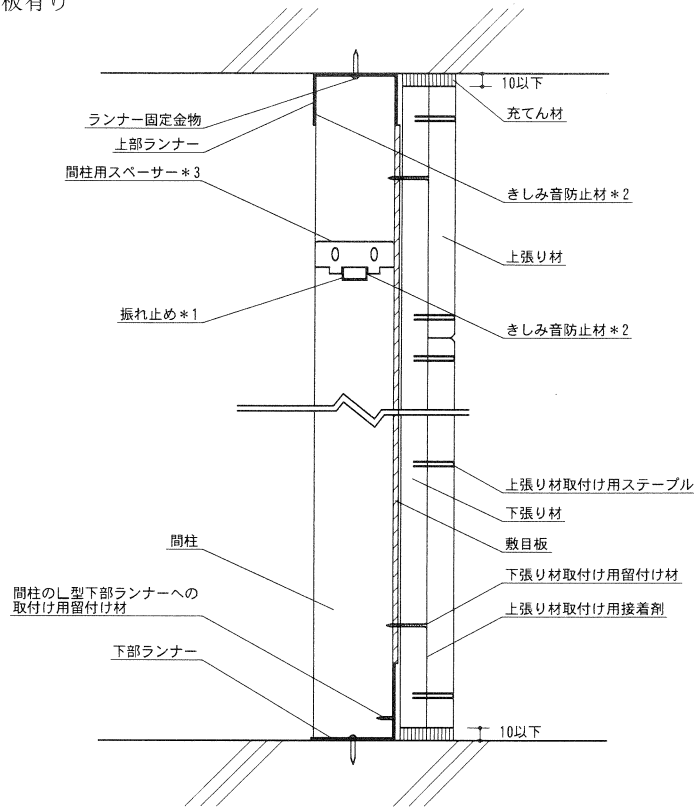 板有り
10以下
ランナー固定金物
充てん材
上部ランナー
間柱用スペーサー＊3
きしみ音防止材＊2
上張り材
振れ止め＊1
きしみ音防止材＊2
上張り材取付け用ステープル
下張り材
間柱
敷目板
下張り材取付け用留付け材
間柱のL型下部ランナーへの
取付け用留付け材
上張り材取付け用接着剤
下部ランナー
10以下